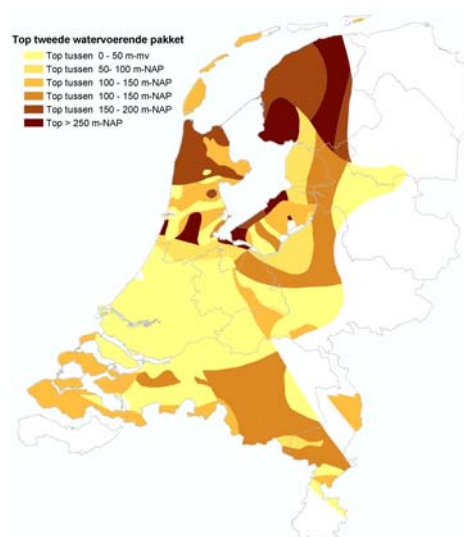 Top tweede watervoerende pakket
Top tussen 0 - 50 m-mv
Top tussen 50- 100 m-NAP
Top tussen 100 - 150 m-NAP
Top tussen 100 - 150 m-NAP
Top tussen 150 - 200 m-NAP
Top > 250 m-NAP